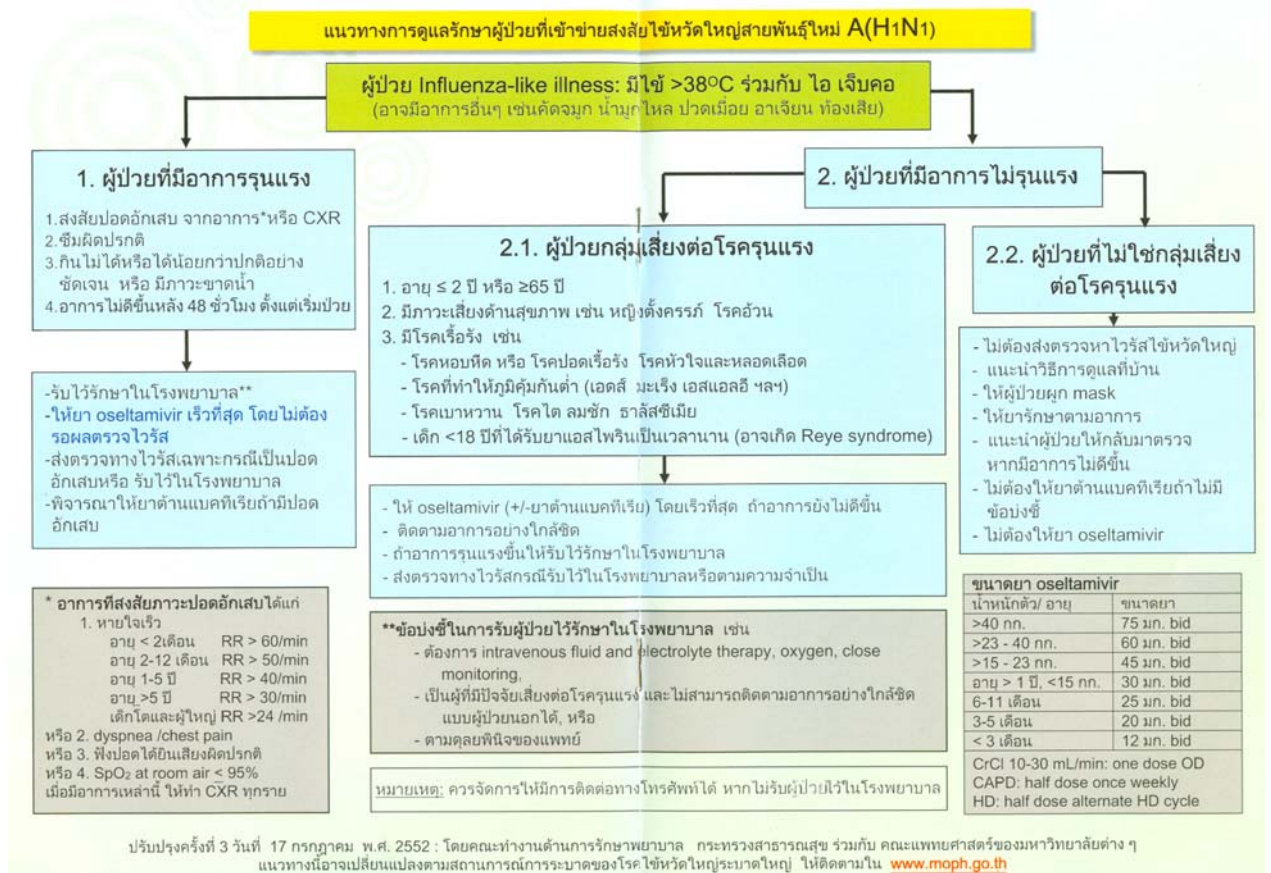 แนวทางการดูแลรักษาผู้ป่วยที่เข้าข่ายสงสัยไข้หวัดใหญ่สายพันธุ์ใหม่ A(H1N1)
ผู้ป่วย Influenza-like illness: มีไข้ >38ºC ร่วมกับ ไอ เจ็บคอ
(อาจมีอาการอื่นๆ เช่นคัดจมูก น้ำมูกไหล ปวดเมื่อย อาเจียน ท้องเสีย)
1. ผู้ป่วยที่มีอาการรุนแรง
1.สงสัยปอดอักเสบ จากอาการ*หรือ CXR
2.ซึมผิดปรกติ
3.กินไม่ได้หรือได้น้อยกว่าปกติอย่าง
ชัดเจน หรือ มีภาวะขาดน้ำ
4.อาการไม่ดีขึ้นหลัง 48 ชั่วโมง ตั้งแต่เริ่มป่วย
-รับไว้รักษาในโรงพยาบาล**
-ให้ยา oseltamivir เร็วที่สุด โดยไม่ต้อง
รอผลตรวจไวรัส
-ส่งตรวจทางไวรัสเฉพาะกรณีเป็นปอด
อักเสบหรือ รับไว้ในโรงพยาบาล
-พิจารณาให้ยาต้านแบคทีเรียถ้ามีปอด
อักเสบ
2. ผู้ป่วยที่มีอาการไม่รุนแรง
2.1. ผู้ป่วยกลุ่มเสี่ยงต่อโรครุนแรง
1. อายุ ≤ 2 ปี หรือ ≥65 ปี
2. มีภาวะเสี่ยงด้านสุขภาพ เช่น หญิงตั้งครรภ์ โรคอ้วน
3. มีโรคเรื้อรัง เช่น
- โรคหอบหืด หรือ โรคปอดเรื้อรัง โรคหัวใจและหลอดเลือด
- โรคที่ทำให้ภูมิคุ้มกันต่ำ (เอดส์ มะเร็ง เอสแอลอี ฯลฯ)
- โรคเบาหวาน โรคไต ลมชัก ธาลัสซีเมีย
- เด็ก <18 ปีที่ได้รับยาแอสไพรินเป็นเวลานาน (อาจเกิด Reye syndrome)
- ให้ oseltamivir (+/-ยาต้านแบคทีเรีย) โดยเร็วที่สุด ถ้าอาการยังไม่ดีขึ้น
- ติดตามอาการอย่างใกล้ชิด
- ถ้าอาการรุนแรงขึ้นให้รับไว้รักษาในโรงพยาบาล
- ส่งตรวจทางไวรัสกรณีรับไว้ในโรงพยาบาลหรือตามความจำเป็น
2.2. ผู้ป่วยที่ไม่ใช่กลุ่มเสี่ยง
ต่อโรครุนแรง
- ไม่ต้องส่งตรวจหาไวรัสไข้หวัดใหญ่
- แนะนำวิธีการดูแลที่บ้าน
- ให้ผู้ป่วยผูก mask
- ให้ยารักษาตามอาการ
- แนะนำผู้ป่วยให้กลับมาตรวจ
หากมีอาการไม่ดีขึ้น
- ไม่ต้องให้ยาต้านแบคทีเรียถ้าไม่มี
ข้อบ่งชี้
- ไม่ต้องให้ยา oseltamivir
* อาการที่สงสัยภาวะปอดอักเสบได้แก่
1. หายใจเร็ว
อายุ < 2เดือน RR > 60/min
อายุ 2-12 เดือน RR > 50/min
อายุ 1-5 ปี RR > 40/min
อายุ >5 ปี RR > 30/min
เด็กโตและผู้ใหญ่ RR >24 /min
หรือ 2. dyspnea /chest pain
หรือ 3. ฟังปอดได้ยินเสียงผิดปรกติ
หรือ 4. SpO2 at room air < 95%
เมื่อมีอาการเหล่านี้ ให้ทำ CXR ทุกราย
**ข้อบ่งชี้ในการรับผู้ป่วยไว้รักษาในโรงพยาบาล เช่น
- ต้องการ intravenous fluid and electrolyte therapy, oxygen, close
monitoring,
- เป็นผู้ที่มีปัจจัยเสี่ยงต่อโรครุนแรง และไม่สามารถติดตามอาการอย่างใกล้ชิด
แบบผู้ป่วยนอกได้, หรือ
- ตามดุลยพินิจของแพทย์
หมายเหตุ: ควรจัดการให้มีการติดต่อทางโทรศัพท์ได้ หากไม่รับผู้ป่วยไว้ในโรงพยาบาล
ขนาดยา oseltamivir
น้ำหนักตัว/ อายุ ขนาดยา
>40 กก. 75 มก. bid
>23 - 40 กก. 60 มก. bid
>15 - 23 กก. 45 มก. bid
อายุ > 1 ปี, <15 กก. 30 มก. bid
6-11 เดือน 25 มก. bid
3-5 เดือน 20 มก. bid
< 3 เดือน 12 มก. bid
CrCl 10-30 mL/min: one dose OD
CAPD: half dose once weekly
HD: half dose alternate HD cycle
ปรับปรุงครั้งที่ 3 วันที่ 17 กรกฎาคม พ.ศ. 2552 : โดยคณะทำงานด้านการรักษาพยาบาล กระทรวงสาธารณสุข ร่วมกับ คณะแพทยศาสตร์ของมหาวิทยาลัยต่าง ๆ
แนวทางนี้อาจเปลี่ยนแปลงตามสถานการณ์การระบาดของโรคไข้หวัดใหญ่ระบาดใหญ่ ให้ติดตามใน www.moph.go.th